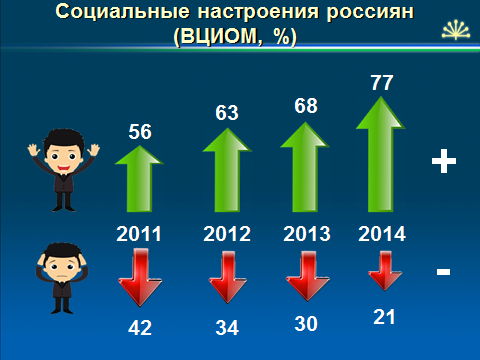 Социальные настроения россиян
(ВЦИОМ, %)
56 63 68 77
+
2011 2012 2013 2014
-
42 34 30 21